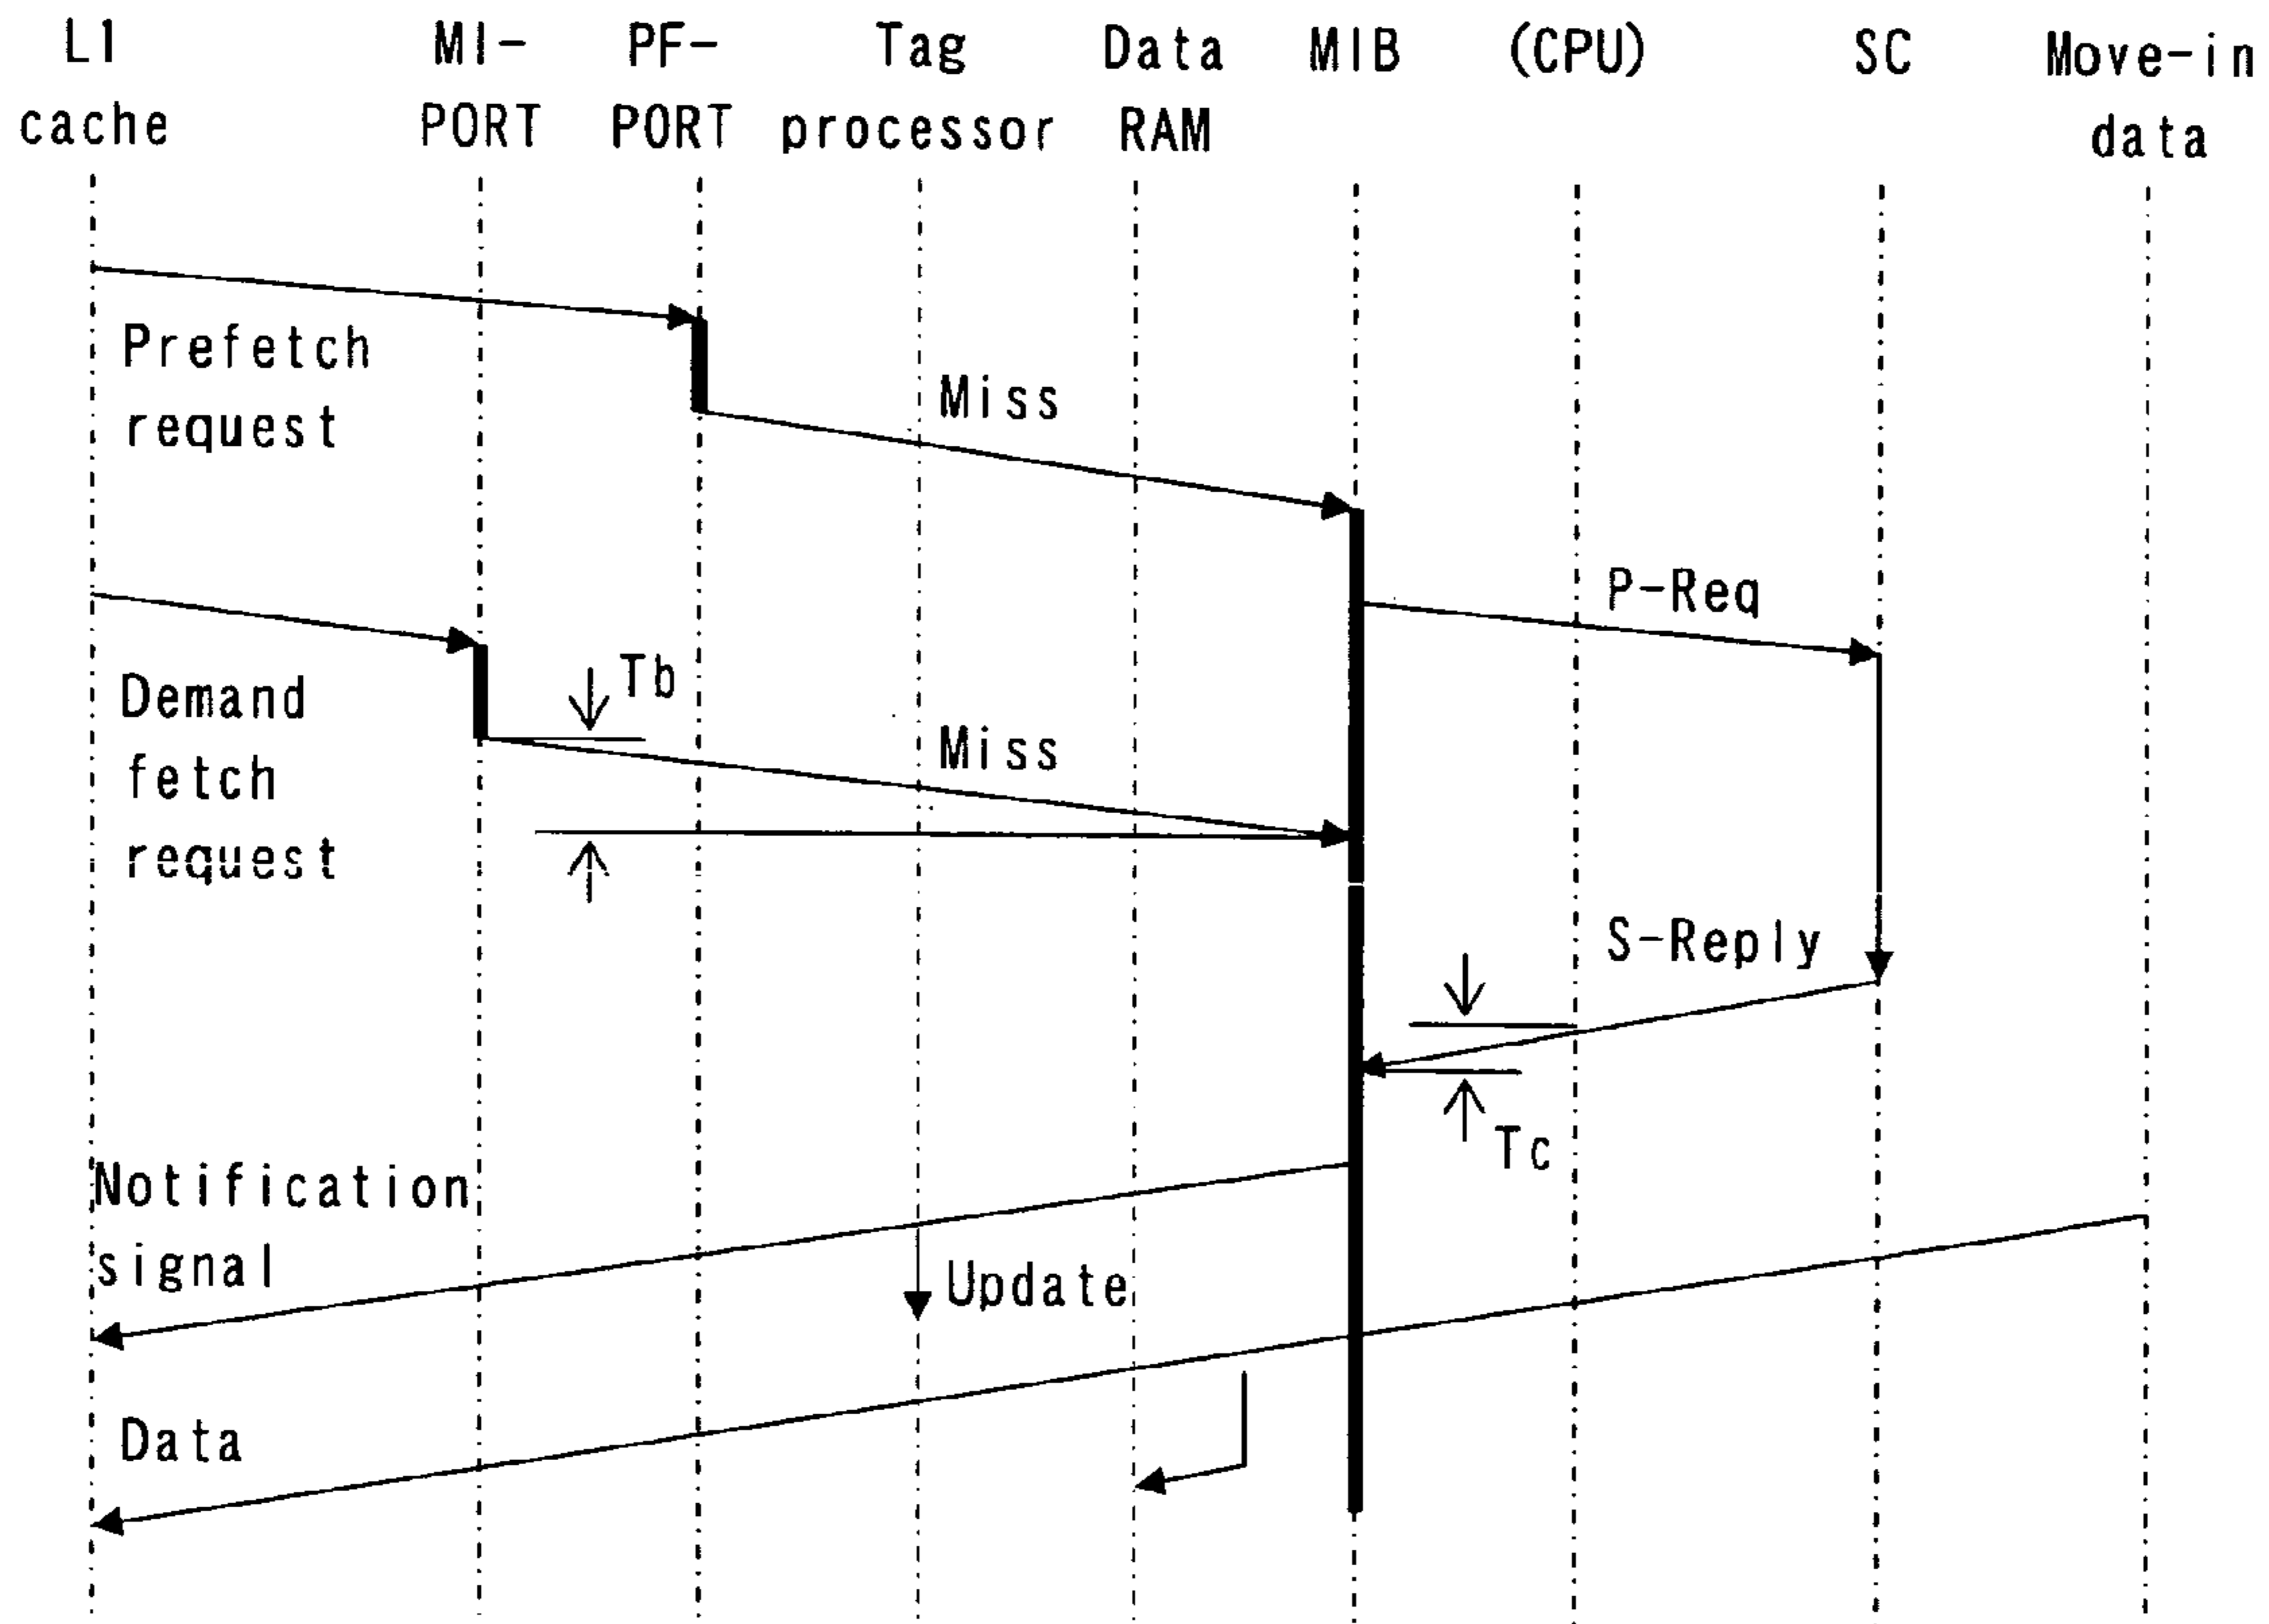 L1 cache
MI-PORT
PF-PORT
Tag processor
Data RAM
MIB
(CPU)
SC
Move-in data
Prefetch request
Miss
P-Req
Demand fetch request
Tb
Miss
S-Reply
Tc
Notification signal
Update
Data